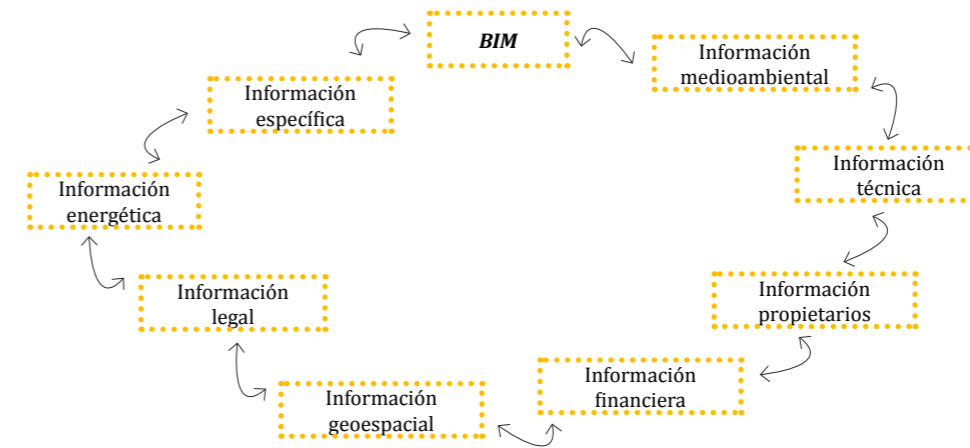 BIM
Información
medioambiental
Información
técnica
Información
propietarios
Información
financiera
Información
geoespacial
Información
legal
Información
energética
Información
específica